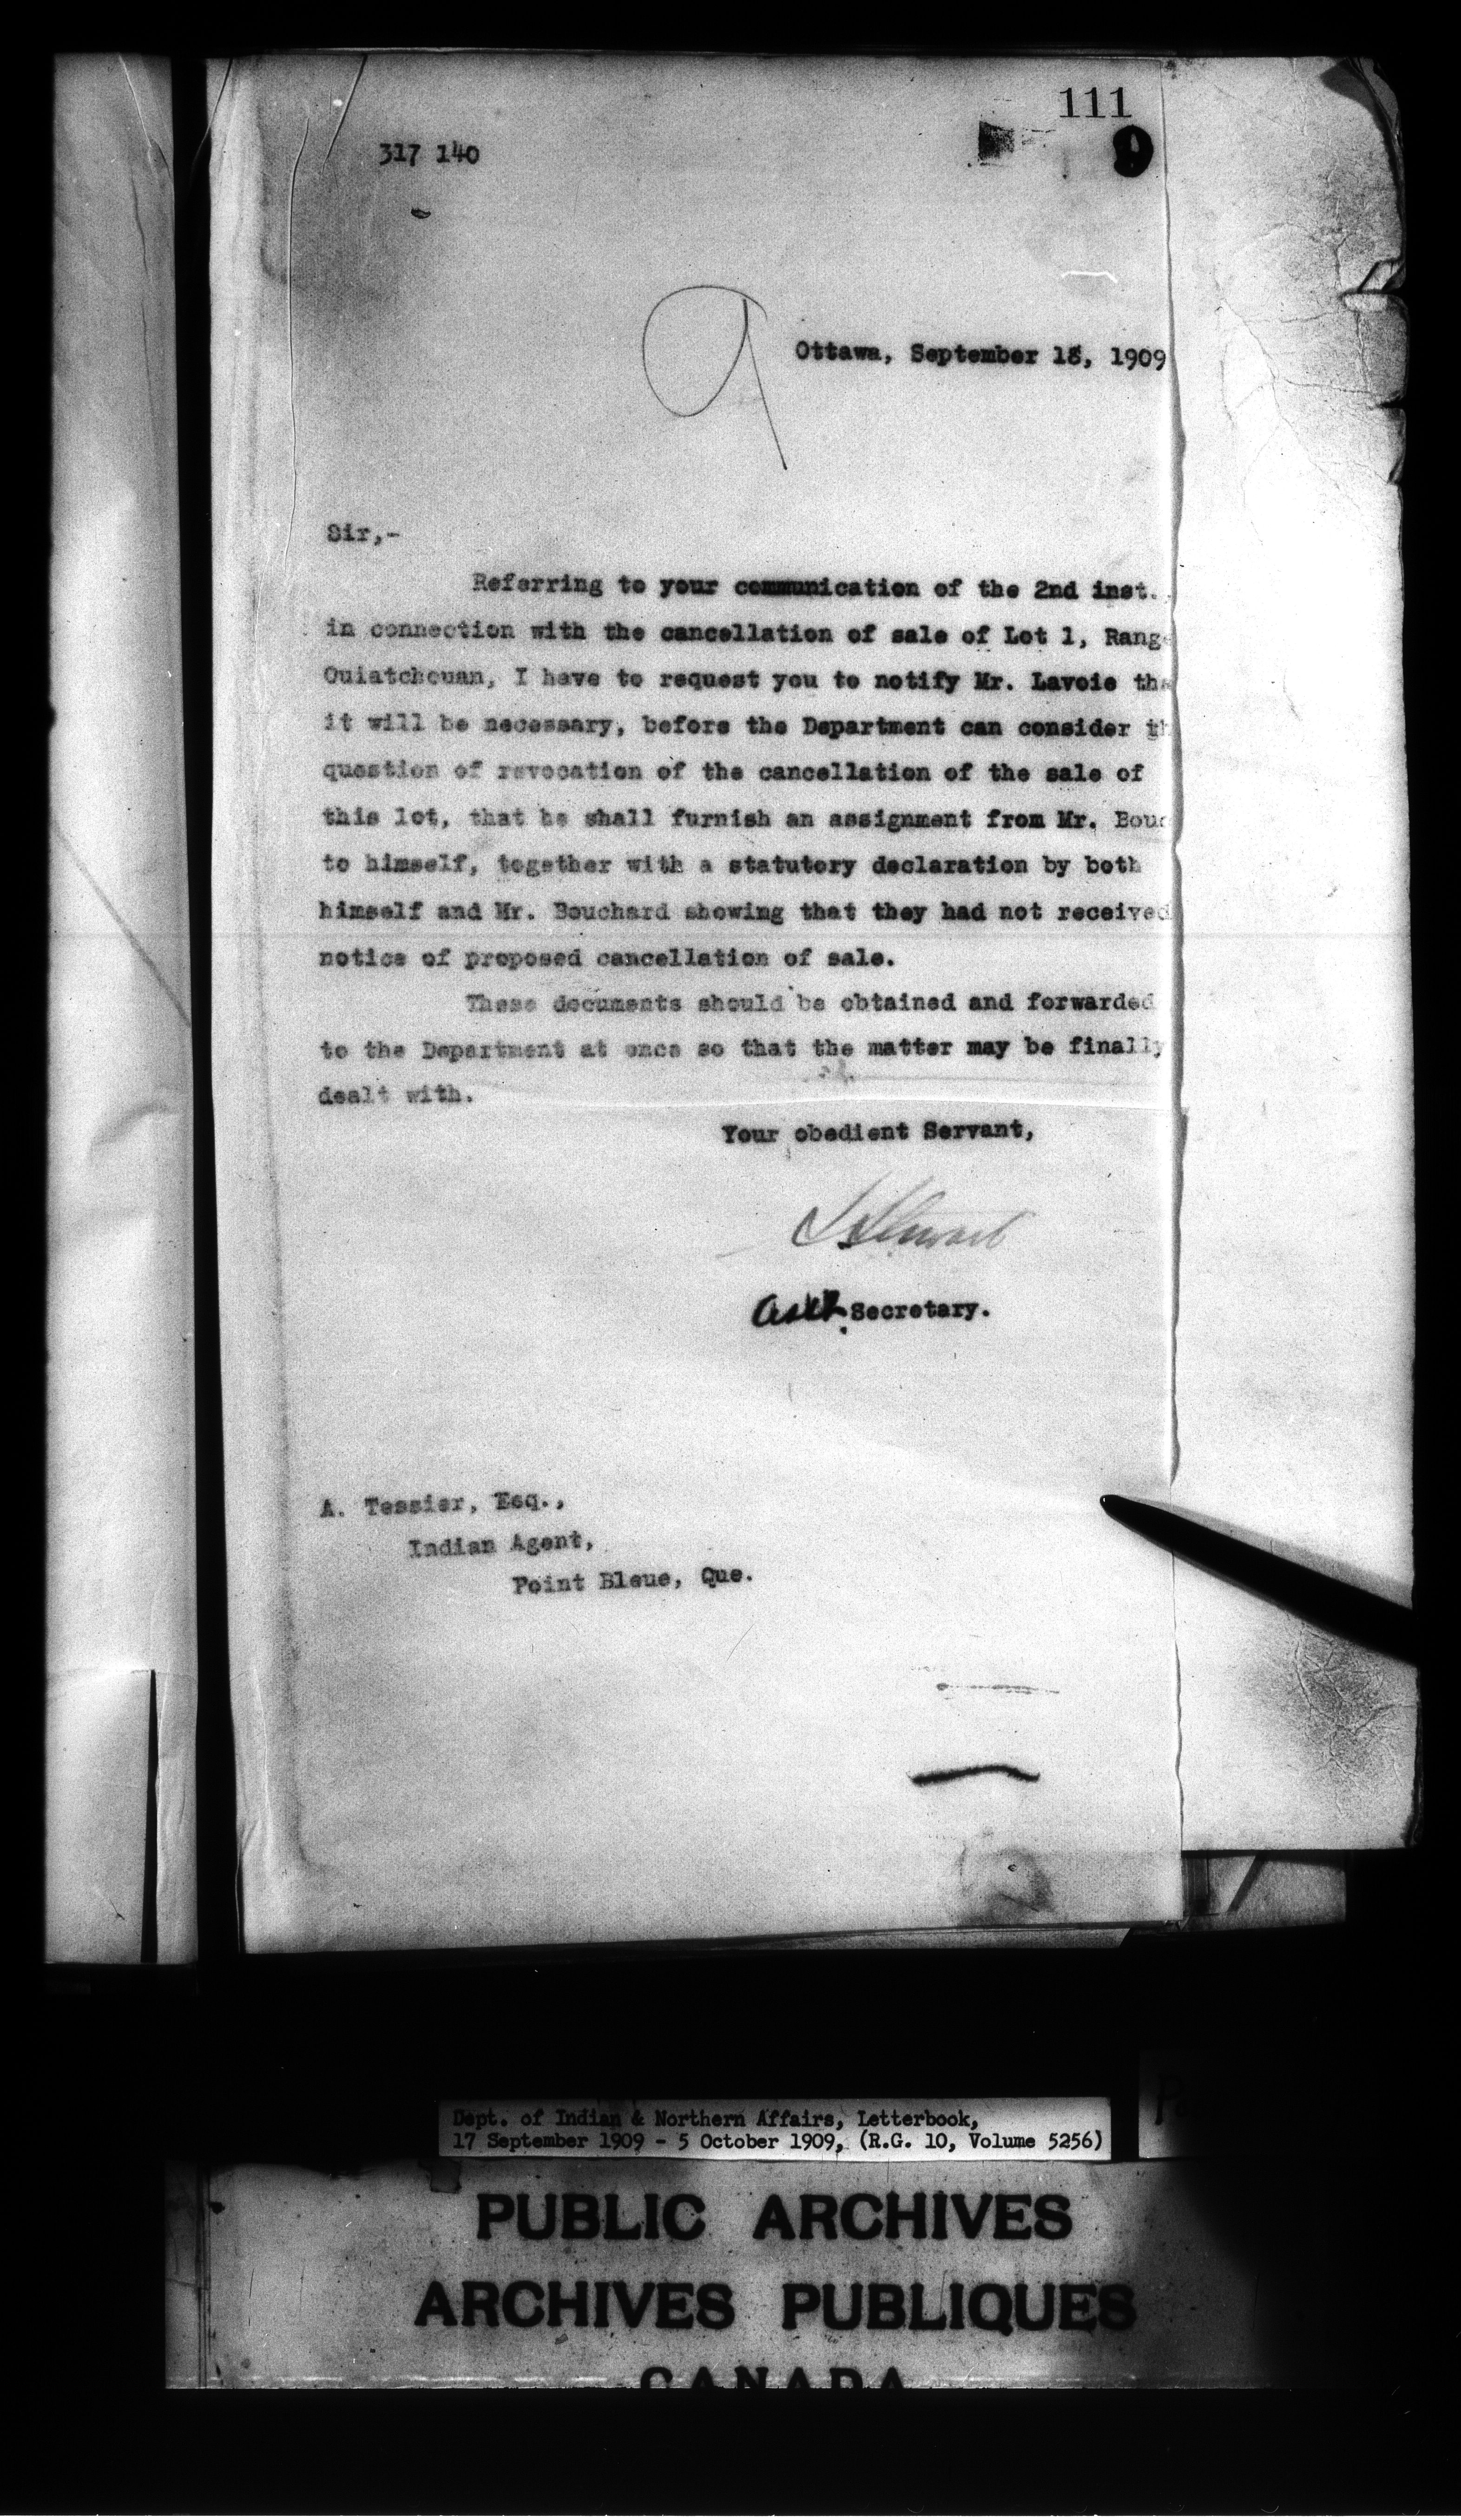 111
317 140
9
Ottawa, September 18, 1909
Sir,-
Referring to your communication of the 2nd inst.
in connection with the cancellation of sale of Lot 1, Range
Ouiatchouan, I have to request you to notify Mr. Lavoie tha
it will be necessary, before the Department can consider th
question of revocation of the cancellation of the sale of
this lot, that he shall furnish an assignment from Mr. Bouc
to himself, together with a statutory declaration by both
himself and Mr. Bouchard showing that they had not received
notice of proposed cancellation of sale.
These documents should be obtained and forwarded
to the Department at once so that the matter may be finally
dealt with.
Your obedient Servant,
Stewart
Asst. Secretary.
A. Tessier, Esq.,
Indian Agent,
Point Bleue, Que.
Dept. of Indian & Northern Affairs, Letterbook,
17 September 1909 - 5 October 1909, (R.G. 10, Volume 5256)
PUBLIC ARCHIVES
ARCHIVES PUBLIQUES
CANADA